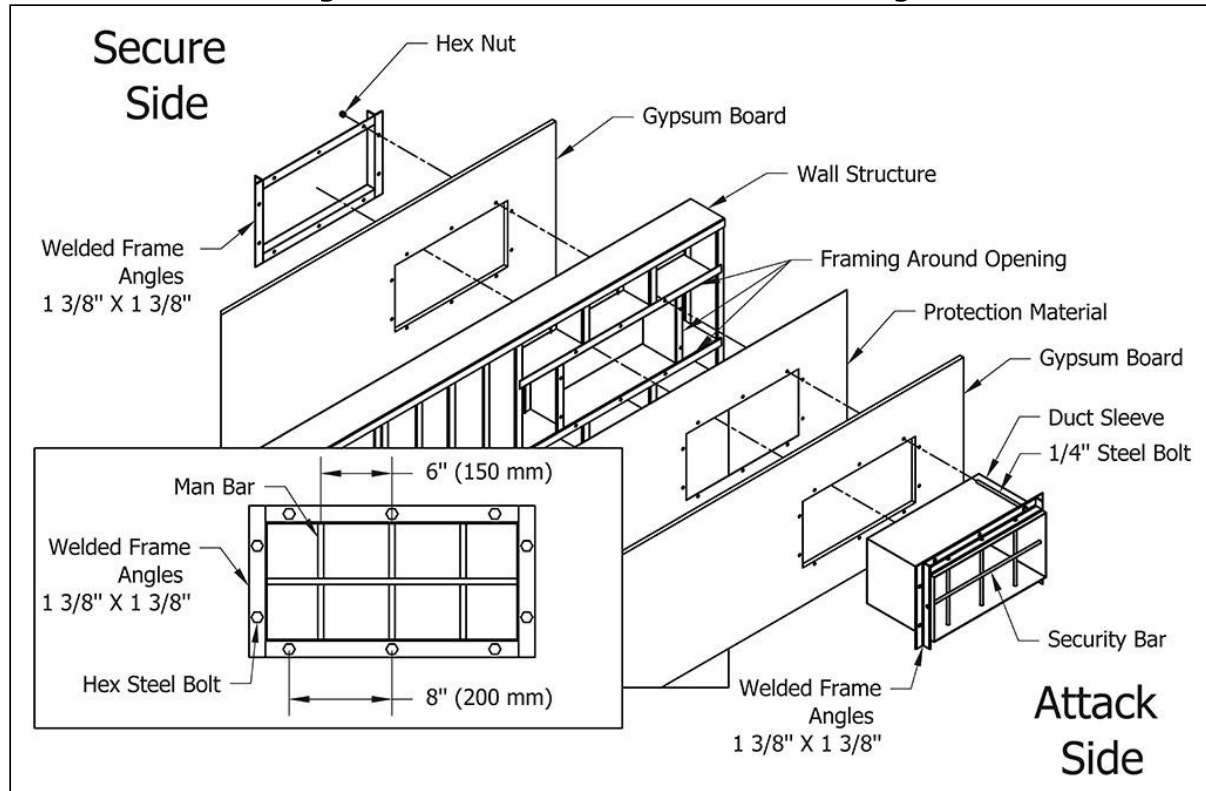 Secure
Side
Hex Nut
Gypsum Board
Wall Structure
Welded Frame
Angles
1 3/8" X 1 3/8"
Framing Around Opening
Protection Material
Gypsum Board
Duct Sleeve
1/4" Steel Bolt
6" (150 mm)
Man Bar
Welded Frame
Angles
1 3/8" X 1 3/8"
Hex Steel Bolt
8" (200 mm)
Security Bar
Welded Frame
Angles
1 3/8" X 1 3/8"
Attack
Side